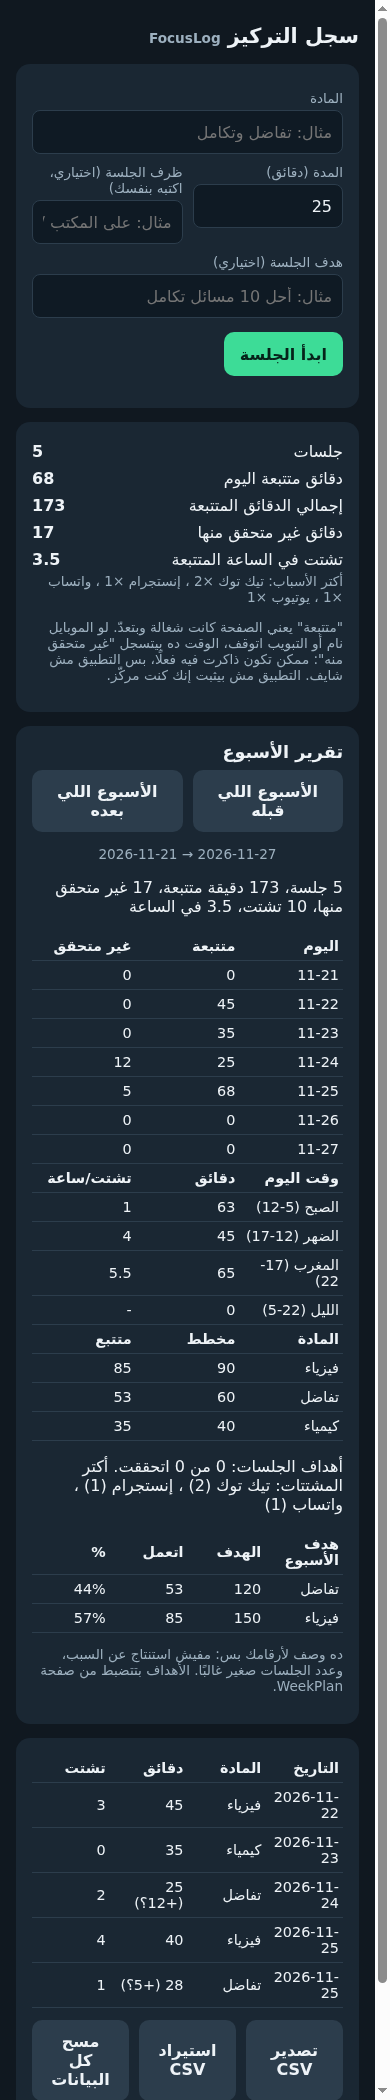 سجل التركيز FocusLog
المادة
مثال: تفاضل وتكامل
المدة (دقائق)
25
ظرف الجلسة (اختياري،
اكتبه بنفسك)
مثال: على المكتب /
هدف الجلسة (اختياري)
مثال: أحل 10 مسائل تكامل
ابدأ الجلسة
جلسات 5
دقائق متتبعة اليوم 68
إجمالي الدقائق المتتبعة 173
دقائق غير متحقق منها 17
تشتت في الساعة المتتبعة 3.5
أكتر الأسباب: تيك توك ×2 ، إنستجرام ×1 ، واتساب
×1 ، يوتيوب ×1
"متتبعة" يعني الصفحة كانت شغالة وبتعدّ. لو الموبايل
نام أو التبويب اتوقف، الوقت ده بيتسجل "غير متحقق
منه": ممكن تكون ذاكرت فيه فعلًا، بس التطبيق مش
شايف. التطبيق مش بيثبت إنك كنت مركّز.
تقرير الأسبوع
الأسبوع اللي
قبله
الأسبوع اللي
بعده
2026-11-21 → 2026-11-27
5 جلسة، 173 دقيقة متتبعة، 17 غير متحقق
منها، 10 تشتت، 3.5 في الساعة
اليوم متتبعة غير متحقق
11-21 0 0
11-22 45 0
11-23 35 0
11-24 25 12
11-25 68 5
11-26 0 0
11-27 0 0
وقت اليوم دقائق تشتت/ساعة
الصبح (5-12) 63 1
الضهر (12-17) 45 4
المغرب (17-
22) 65 5.5
الليل (22-5) 0 -
المادة مخطط متتبع
فيزياء 90 85
تفاضل 60 53
كيمياء 40 35
أهداف الجلسات: 0 من 0 اتحققت. أكتر
المشتتات: تيك توك (2) ، إنستجرام (1) ،
واتساب (1)
هدف
الأسبوع الهدف اتعمل %
تفاضل 120 53 44%
فيزياء 150 85 57%
ده وصف لأرقامك بس: مفيش استنتاج عن السبب،
وعدد الجلسات صغير غالبًا. الأهداف بتتضبط من صفحة
WeekPlan.
التاريخ المادة دقائق تشتت
2026-11-
22 فيزياء 45 3
2026-11-
23 كيمياء 35 0
2026-11-
24 تفاضل 25
(+12؟) 2
2026-11-
25 فيزياء 40 4
2026-11-
25 تفاضل 28 (+5؟) 1
تصدير
CSV
استيراد
CSV
مسح
كل
البيانات